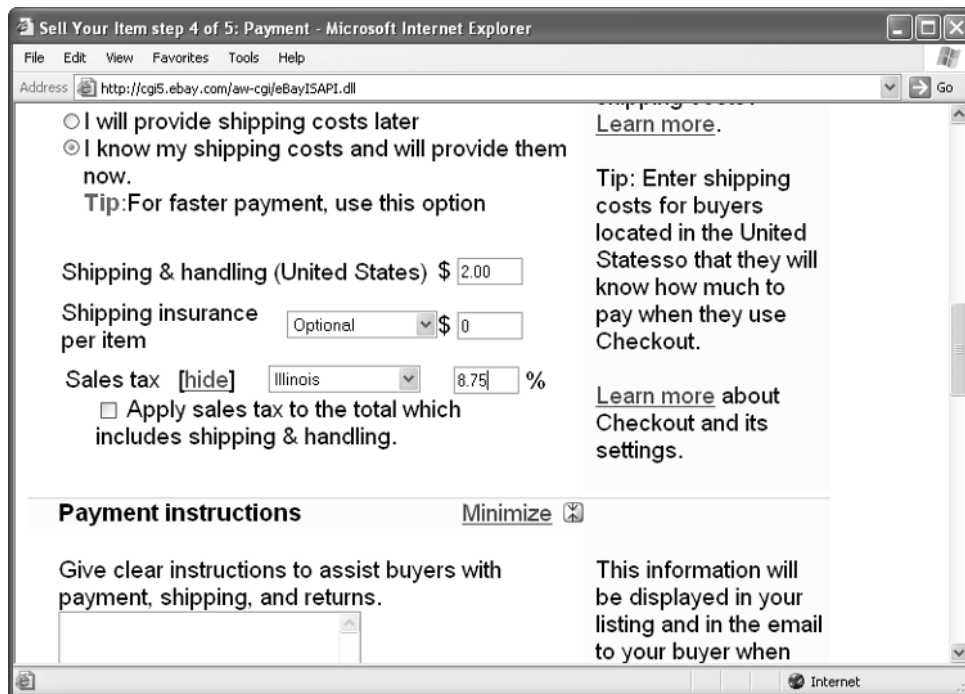 Sell Your Item step 4 of 5: Payment - Microsoft Internet Explorer
File Edit View Favorites Tools Help
Address http://cgi5.ebay.com/aw-cgi/eBayISAPI.dll Go
I will provide shipping costs later
I know my shipping costs and will provide them
now.
Tip:For faster payment, use this option
Shipping & handling (United States) $ 2.00
Shipping insurance
per item
Optional $ 0
Sales tax [hide] Illinois 8.75 %
Apply sales tax to the total which
includes shipping & handling.
shipping costs?
Learn more.
Tip: Enter shipping
costs for buyers
located in the United
Statesso that they will
know how much to
pay when they use
Checkout.
Learn more about
Checkout and its
settings.
Payment instructions Minimize
Give clear instructions to assist buyers with
payment, shipping, and returns.
This information will
be displayed in your
listing and in the email
to your buyer when
Internet